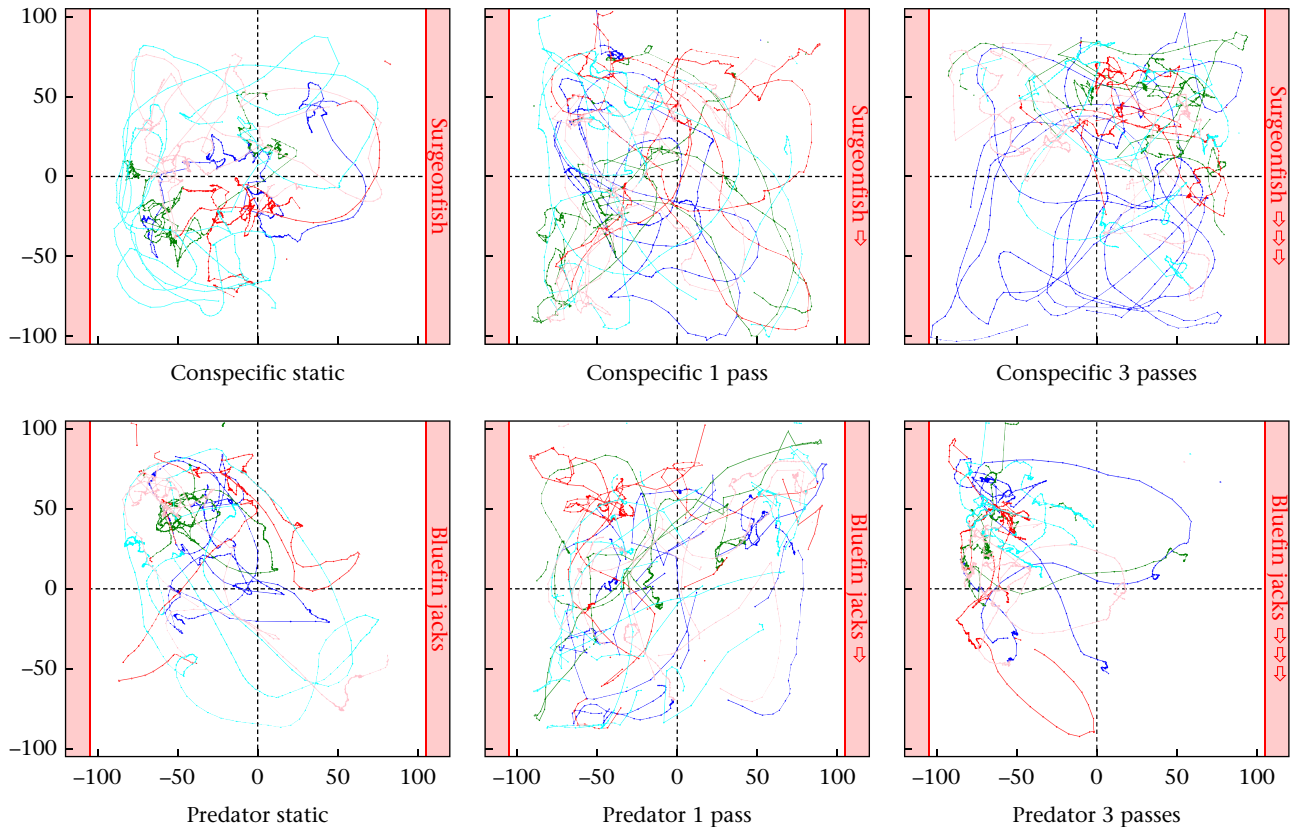 100
50
0
–50
–100
Surgeonfish
Surgeonfish ⇨
Surgeonfish ⇨⇨⇨
Conspecific static
Conspecific 1 pass
Conspecific 3 passes
100
50
0
–50
–100
Bluefin jacks
Bluefin jacks ⇨
Bluefin jacks ⇨⇨⇨
–100 –50 0 50 100
–100 –50 0 50 100
–100 –50 0 50 100
Predator static
Predator 1 pass
Predator 3 passes